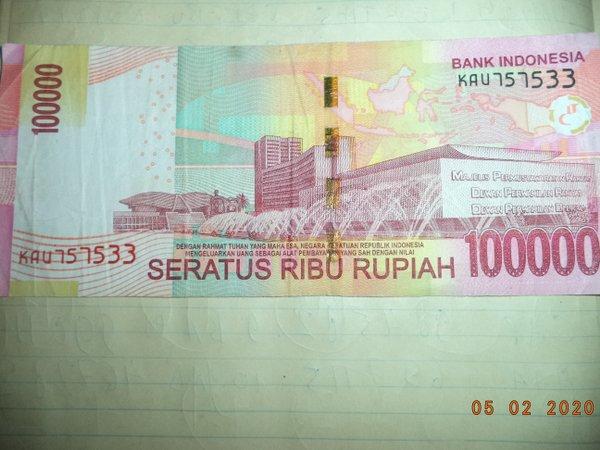 100000
BANK INDONESIA
KAU757533
MAJELIS PERMUSYAWARATAN RAKYAT
DEWAN PERWAKILAN RAKYAT
DEWAN PERWAKILAN DAERAH
KAU757533
DENGAN RAHMAT TUHAN YANG MAHA ESA, NEGARA KESATUAN REPUBLIK INDONESIA
MENGELUARKAN UANG SEBAGAI ALAT PEMBAYARAN YANG SAH DENGAN NILAI
SERATUS RIBU RUPIAH
100000
05 02 2020